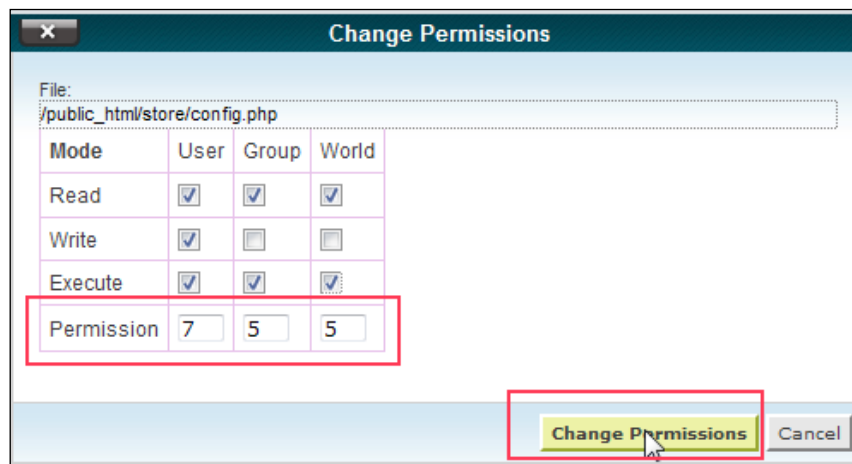 Change Permissions
File:
/public_html/store/config.php
Mode User Group World
Read
Write
Execute
Permission 7 5 5
Change Permissions Cancel